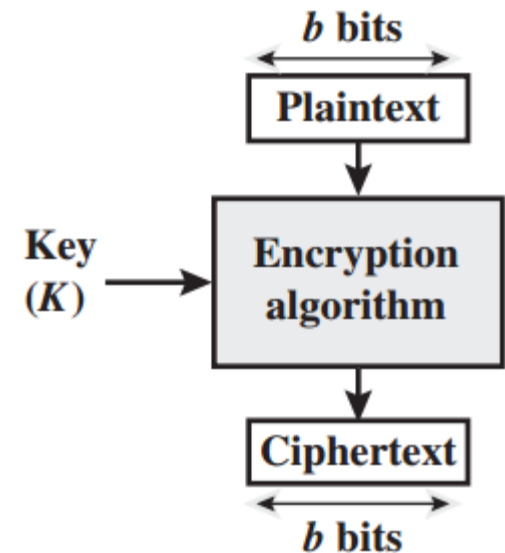 b bits
Plaintext
Key
(K)
Encryption
algorithm
Ciphertext
b bits